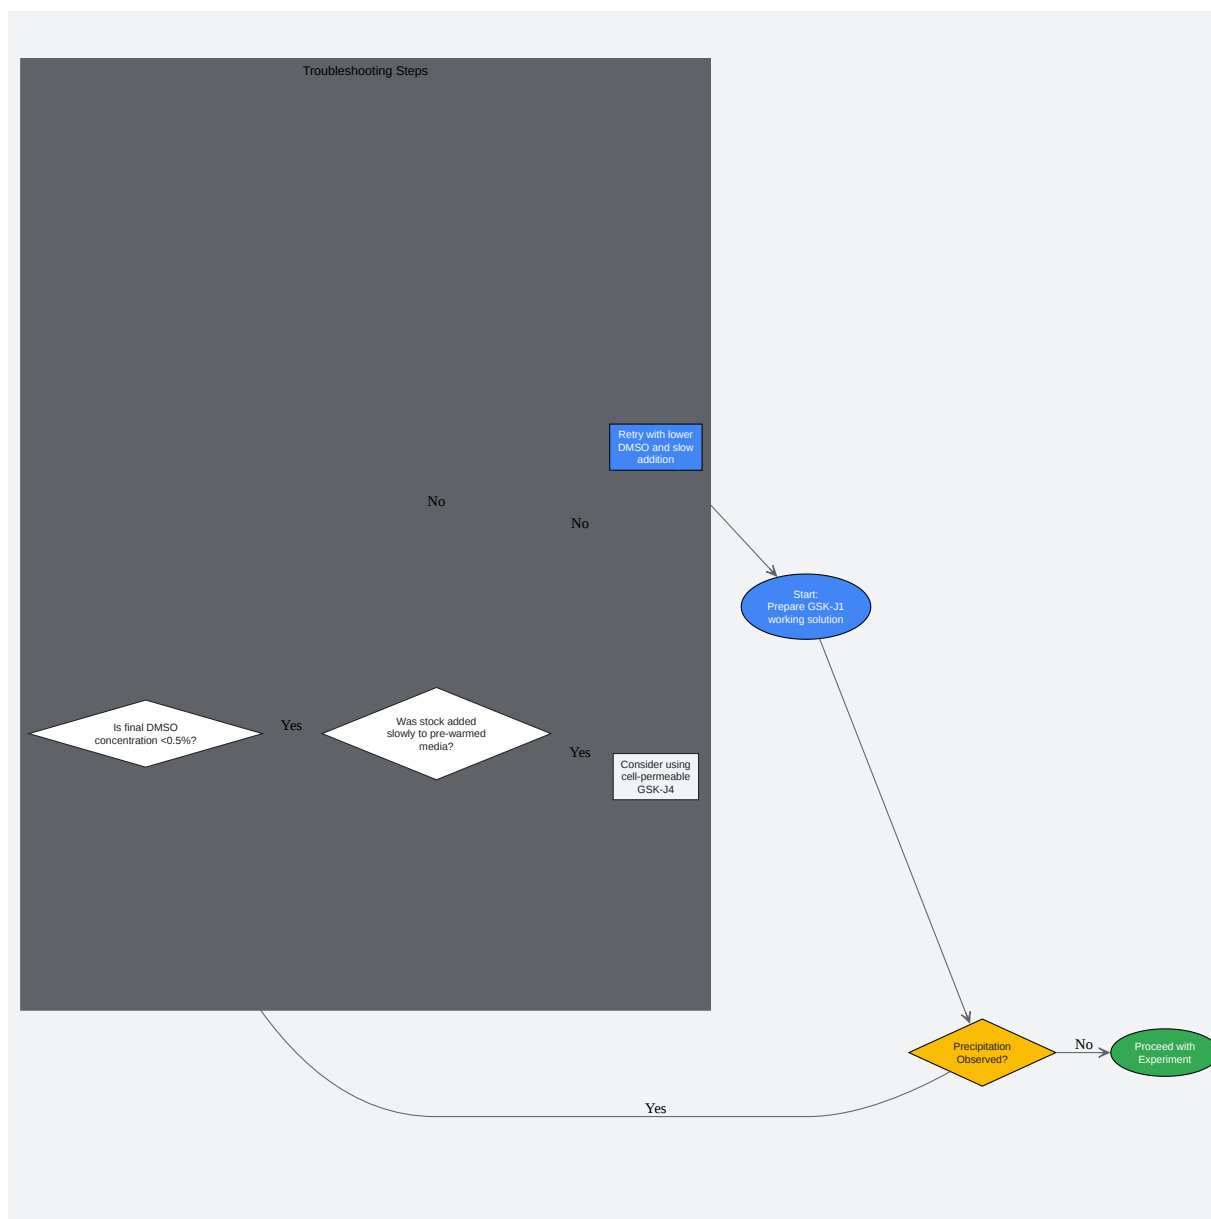 Troubleshooting Steps
Retry with lower
DMSO and slow
addition
No
No
Start:
Prepare GSK-J1
working solution
Is final DMSO
concentration <0.5%?
Yes
Was stock added
slowly to pre-warmed
media?
Yes
Consider using
cell-permeable
GSK-J4
Precipitation
Observed?
No
Proceed with
Experiment
Yes